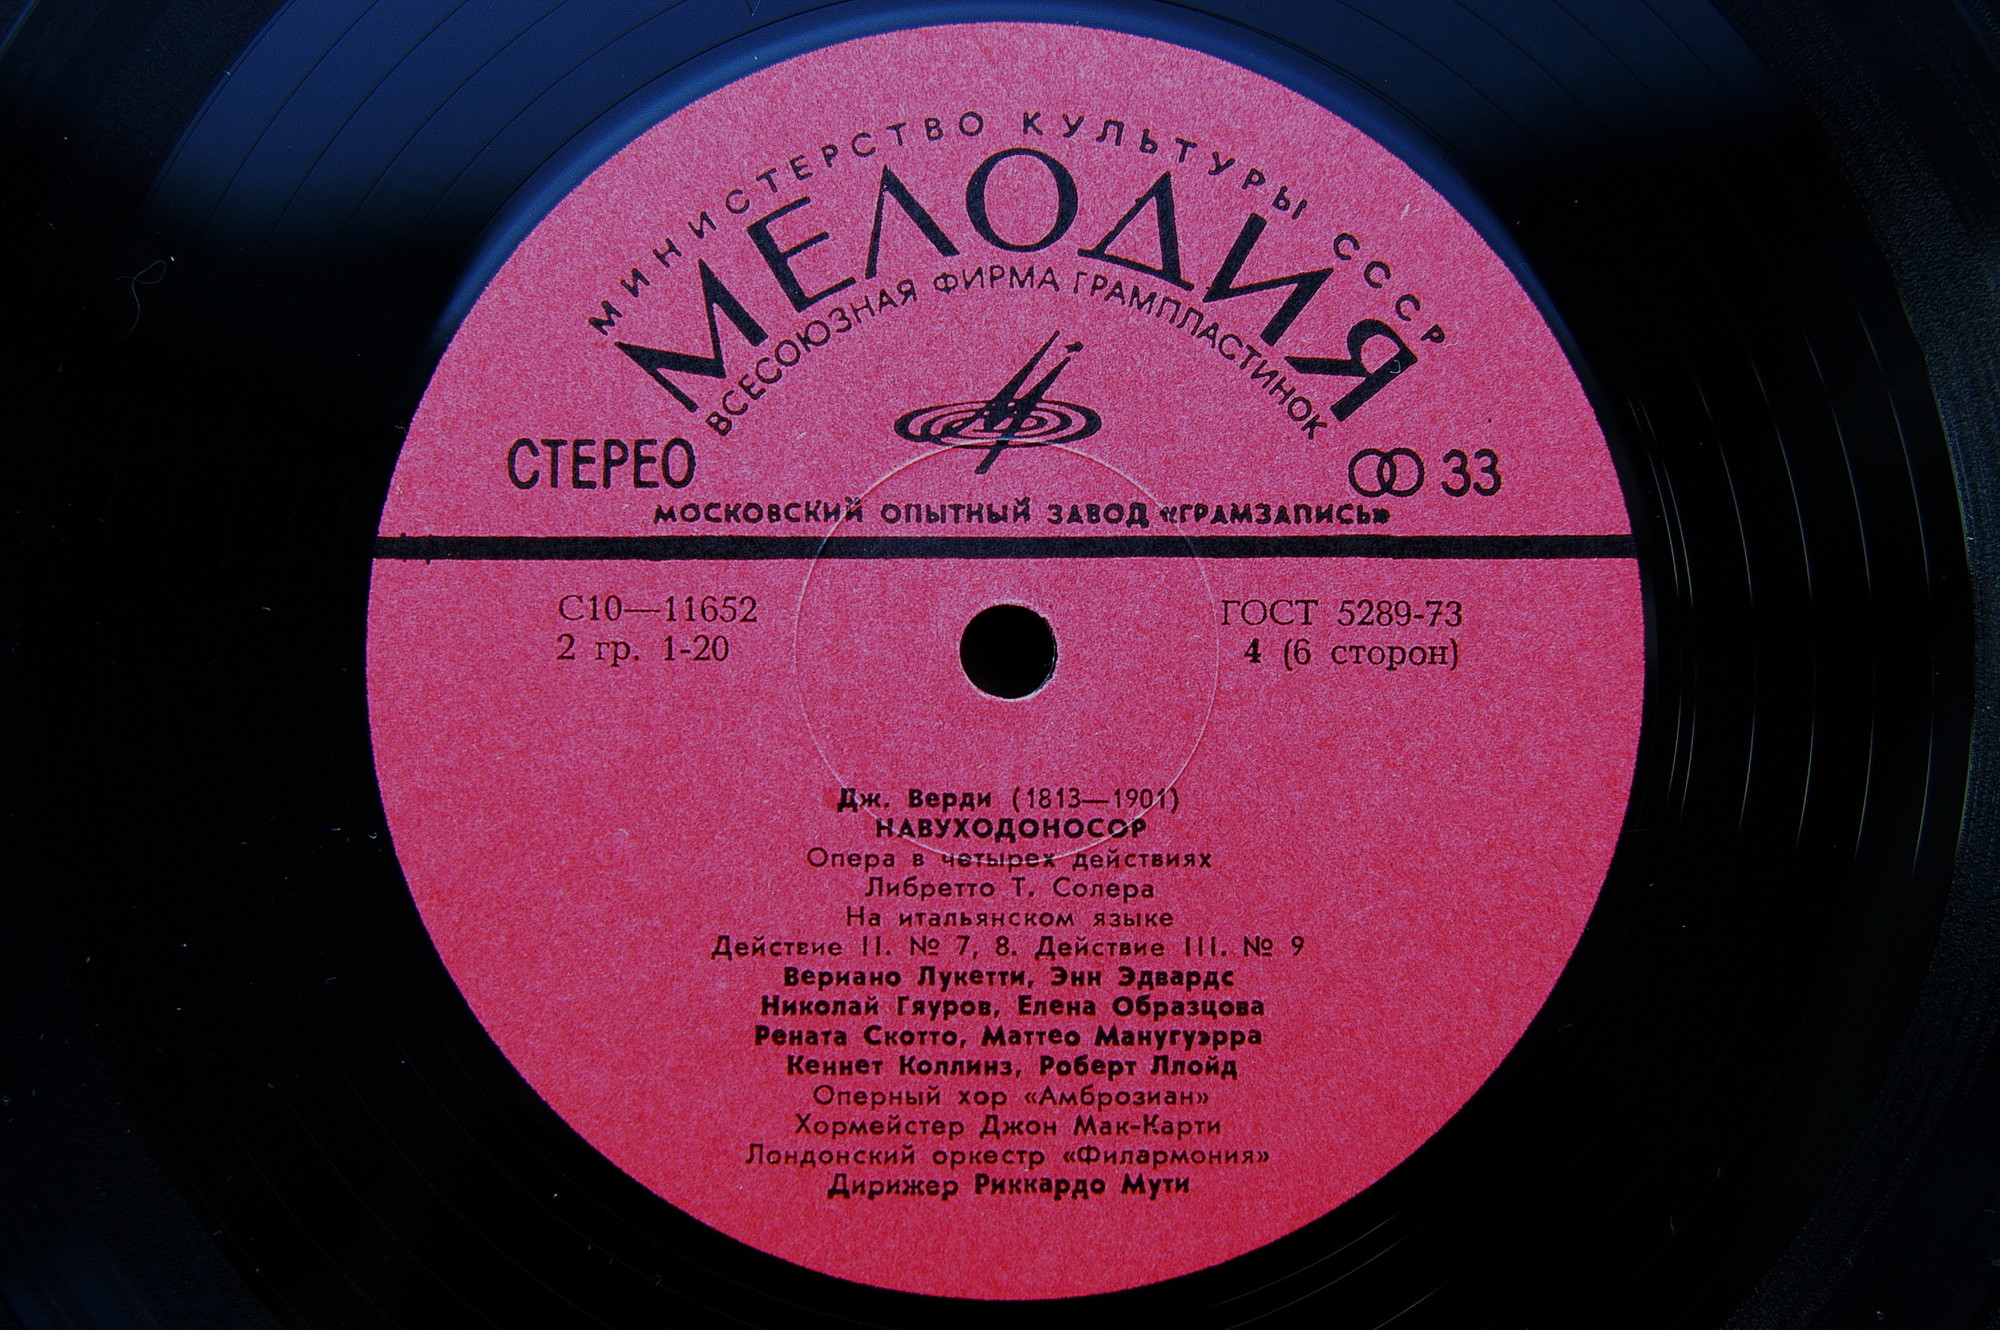 МИНИСТЕРСТВО КУЛЬТУРЫ СССР
МЕЛОДИЯ
ВСЕСОЮЗНАЯ ФИРМА ГРАМПЛАСТИНОК
СТЕРЕО 33
МОСКОВСКИЙ ОПЫТНЫЙ ЗАВОД «ГРАМЗАПИСЬ»
С10—11652 ГОСТ 5289-73
2 гр. 1-20 4 (6 сторон)
Дж. Верди (1813—1901)
НАВУХОДОНОСОР
Опера в четырех действиях
Либретто Т. Солера
На итальянском языке
Действие II. № 7, 8. Действие III. № 9
Вериано Лукетти, Энн Эдвардс
Николай Гяуров, Елена Образцова
Рената Скотто, Маттео Манугуэрра
Кеннет Коллинз, Роберт Ллойд
Оперный хор «Амброзиан»
Хормейстер Джон Мак-Карти
Лондонский оркестр «Филармония»
Дирижер Риккардо Мути